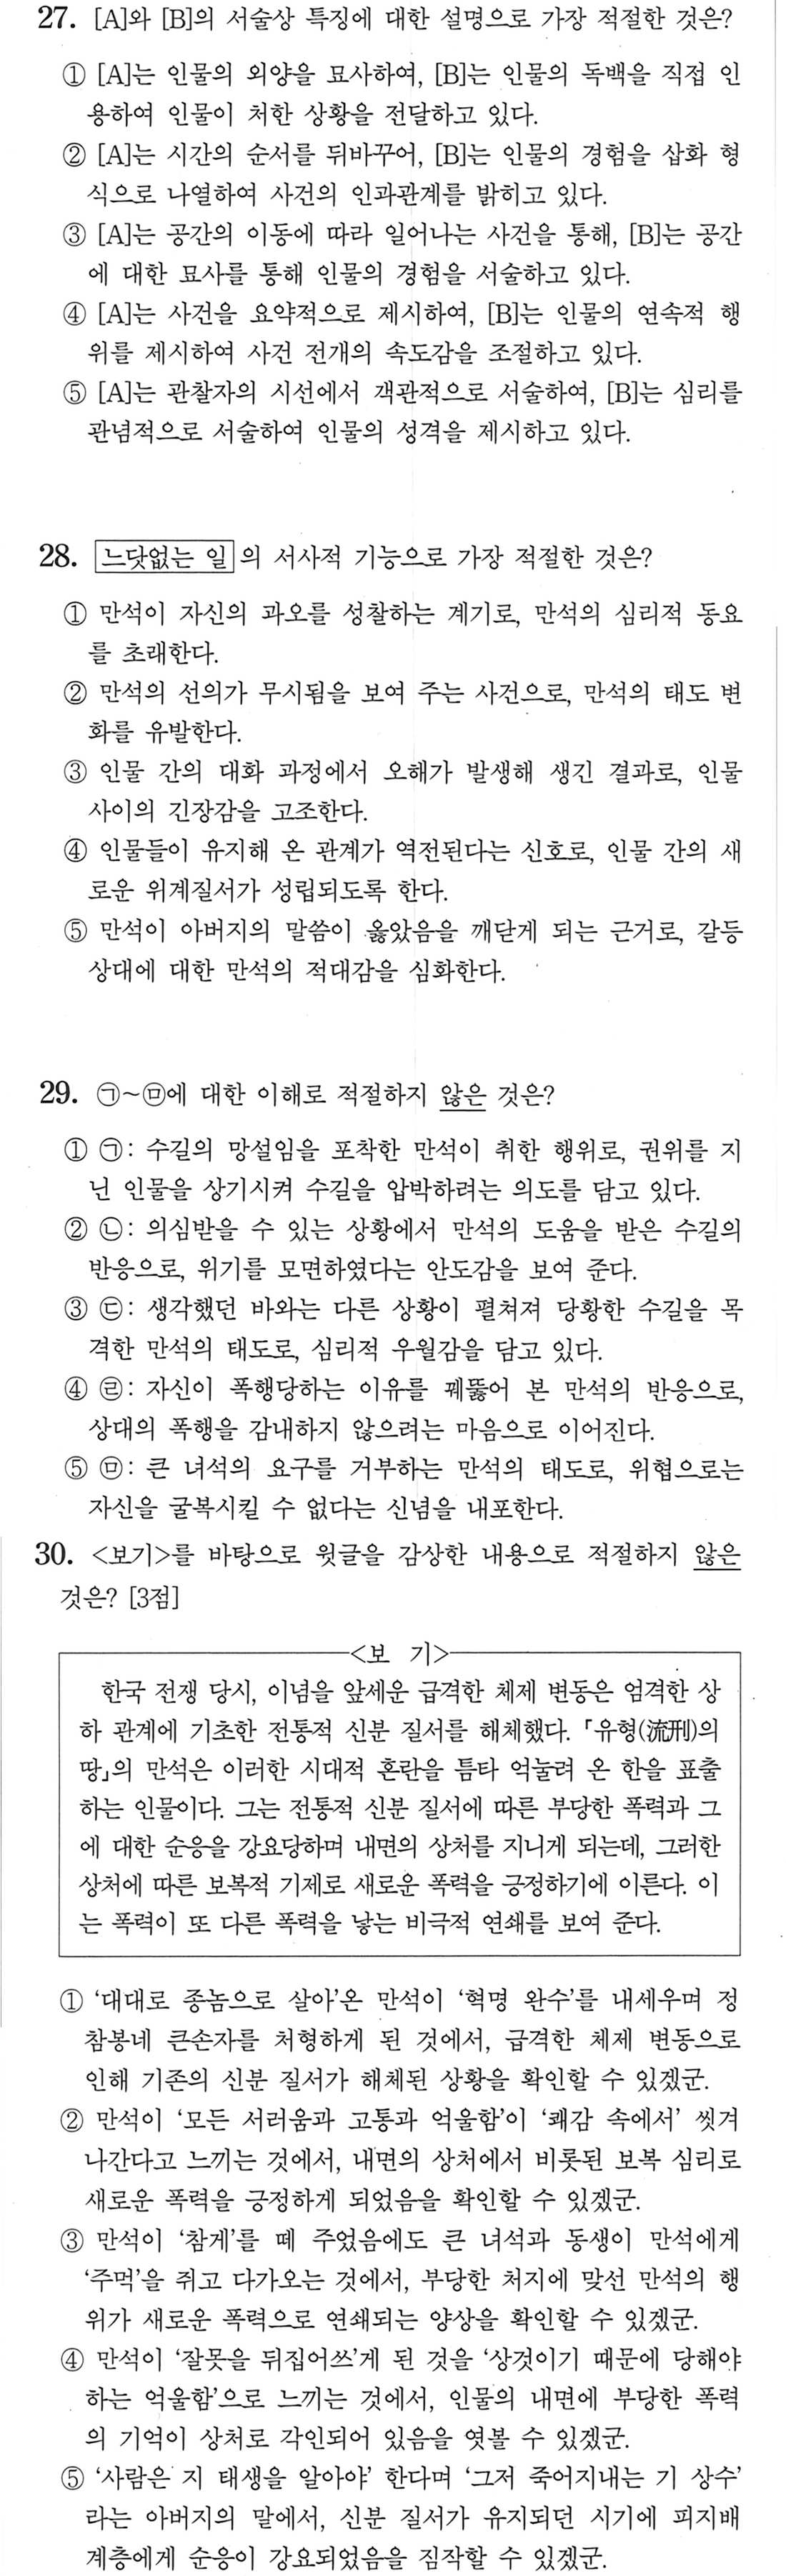 27. [A]와 [B]의 서술상 특징에 대한 설명으로 가장 적절한 것은?
① [A]는 인물의 외양을 묘사하여, [B]는 인물의 독백을 직접 인
용하여 인물이 처한 상황을 전달하고 있다.
② [A]는 시간의 순서를 뒤바꾸어, [B]는 인물의 경험을 삽화 형
식으로 나열하여 사건의 인과관계를 밝히고 있다.
③ [A]는 공간의 이동에 따라 일어나는 사건을 통해, [B]는 공간
에 대한 묘사를 통해 인물의 경험을 서술하고 있다.
④ [A]는 사건을 요약적으로 제시하여, [B]는 인물의 연속적 행
위를 제시하여 사건 전개의 속도감을 조절하고 있다.
⑤ [A]는 관찰자의 시선에서 객관적으로 서술하여, [B]는 심리를
관념적으로 서술하여 인물의 성격을 제시하고 있다.
28. 느닷없는 일의 서사적 기능으로 가장 적절한 것은?
① 만석이 자신의 과오를 성찰하는 계기로, 만석의 심리적 동요
를 초래한다.
② 만석의 선의가 무시됨을 보여 주는 사건으로, 만석의 태도 변
화를 유발한다.
③ 인물 간의 대화 과정에서 오해가 발생해 생긴 결과로, 인물
사이의 긴장감을 고조한다.
④ 인물들이 유지해 온 관계가 역전된다는 신호로, 인물 간의 새
로운 위계질서가 성립되도록 한다.
⑤ 만석이 아버지의 말씀이 옳았음을 깨닫게 되는 근거로, 갈등
상대에 대한 만석의 적대감을 심화한다.
29. ㉠~㉤에 대한 이해로 적절하지 않은 것은?
① ㉠: 수길의 망설임을 포착한 만석이 취한 행위로, 권위를 지
닌 인물을 상기시켜 수길을 압박하려는 의도를 담고 있다.
② ㉡: 의심받을 수 있는 상황에서 만석의 도움을 받은 수길의
반응으로, 위기를 모면하였다는 안도감을 보여 준다.
③ ㉢: 생각했던 바와는 다른 상황이 펼쳐져 당황한 수길을 목
격한 만석의 태도로, 심리적 우월감을 담고 있다.
④ ㉣: 자신이 폭행당하는 이유를 꿰뚫어 본 만석의 반응으로,
상대의 폭행을 감내하지 않으려는 마음으로 이어진다.
⑤ ㉤: 큰 녀석의 요구를 거부하는 만석의 태도로, 위협으로는
자신을 굴복시킬 수 없다는 신념을 내포한다.
30. <보기>를 바탕으로 윗글을 감상한 내용으로 적절하지 않은
것은? [3점]
<보 기>
한국 전쟁 당시, 이념을 앞세운 급격한 체제 변동은 엄격한 상
하 관계에 기초한 전통적 신분 질서를 해체했다. 「유형(流刑)의
땅」의 만석은 이러한 시대적 혼란을 틈타 억눌려 온 한을 표출
하는 인물이다. 그는 전통적 신분 질서에 따른 부당한 폭력과 그
에 대한 순응을 강요당하며 내면의 상처를 지니게 되는데, 그러한
상처에 따른 보복적 기제로 새로운 폭력을 긍정하기에 이른다. 이
는 폭력이 또 다른 폭력을 낳는 비극적 연쇄를 보여 준다.
① ‘대대로 종놈으로 살아’온 만석이 ‘혁명 완수’를 내세우며 정
참봉네 큰손자를 처형하게 된 것에서, 급격한 체제 변동으로
인해 기존의 신분 질서가 해체된 상황을 확인할 수 있겠군.
② 만석이 ‘모든 서러움과 고통과 억울함’이 ‘쾌감 속에서’ 씻겨
나간다고 느끼는 것에서, 내면의 상처에서 비롯된 보복 심리로
새로운 폭력을 긍정하게 되었음을 확인할 수 있겠군.
③ 만석이 ‘참게’를 떼 주었음에도 큰 녀석과 동생이 만석에게
‘주먹’을 쥐고 다가오는 것에서, 부당한 처지에 맞선 만석의 행
위가 새로운 폭력으로 연쇄되는 양상을 확인할 수 있겠군.
④ 만석이 ‘잘못을 뒤집어쓰’게 된 것을 ‘상것이기 때문에 당해야
하는 억울함’으로 느끼는 것에서, 인물의 내면에 부당한 폭력
의 기억이 상처로 각인되어 있음을 엿볼 수 있겠군.
⑤ ‘사람은 지 태생을 알아야’ 한다며 ‘그저 죽어지내는 기 상수’
라는 아버지의 말에서, 신분 질서가 유지되던 시기에 피지배
계층에게 순응이 강요되었음을 짐작할 수 있겠군.